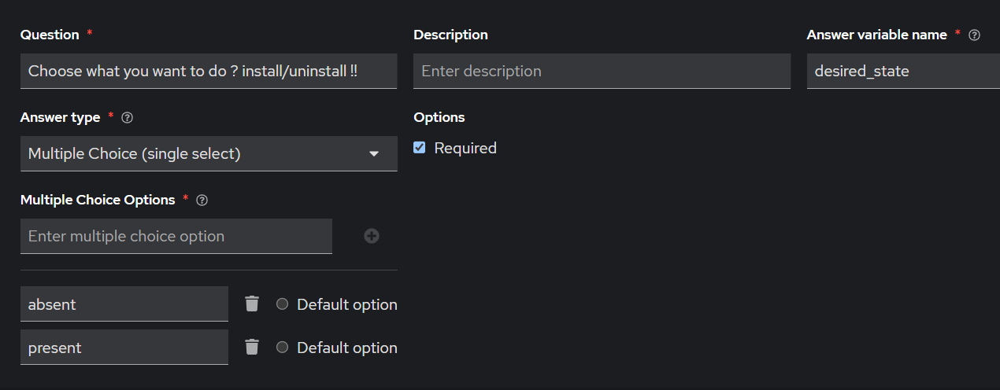 Question *
Description
Answer variable name *
Choose what you want to do ? install/uninstall !!
Enter description
desired_state
Answer type *
Options
Multiple Choice (single select)
Required
Multiple Choice Options *
Enter multiple choice option
absent
Default option
present
Default option